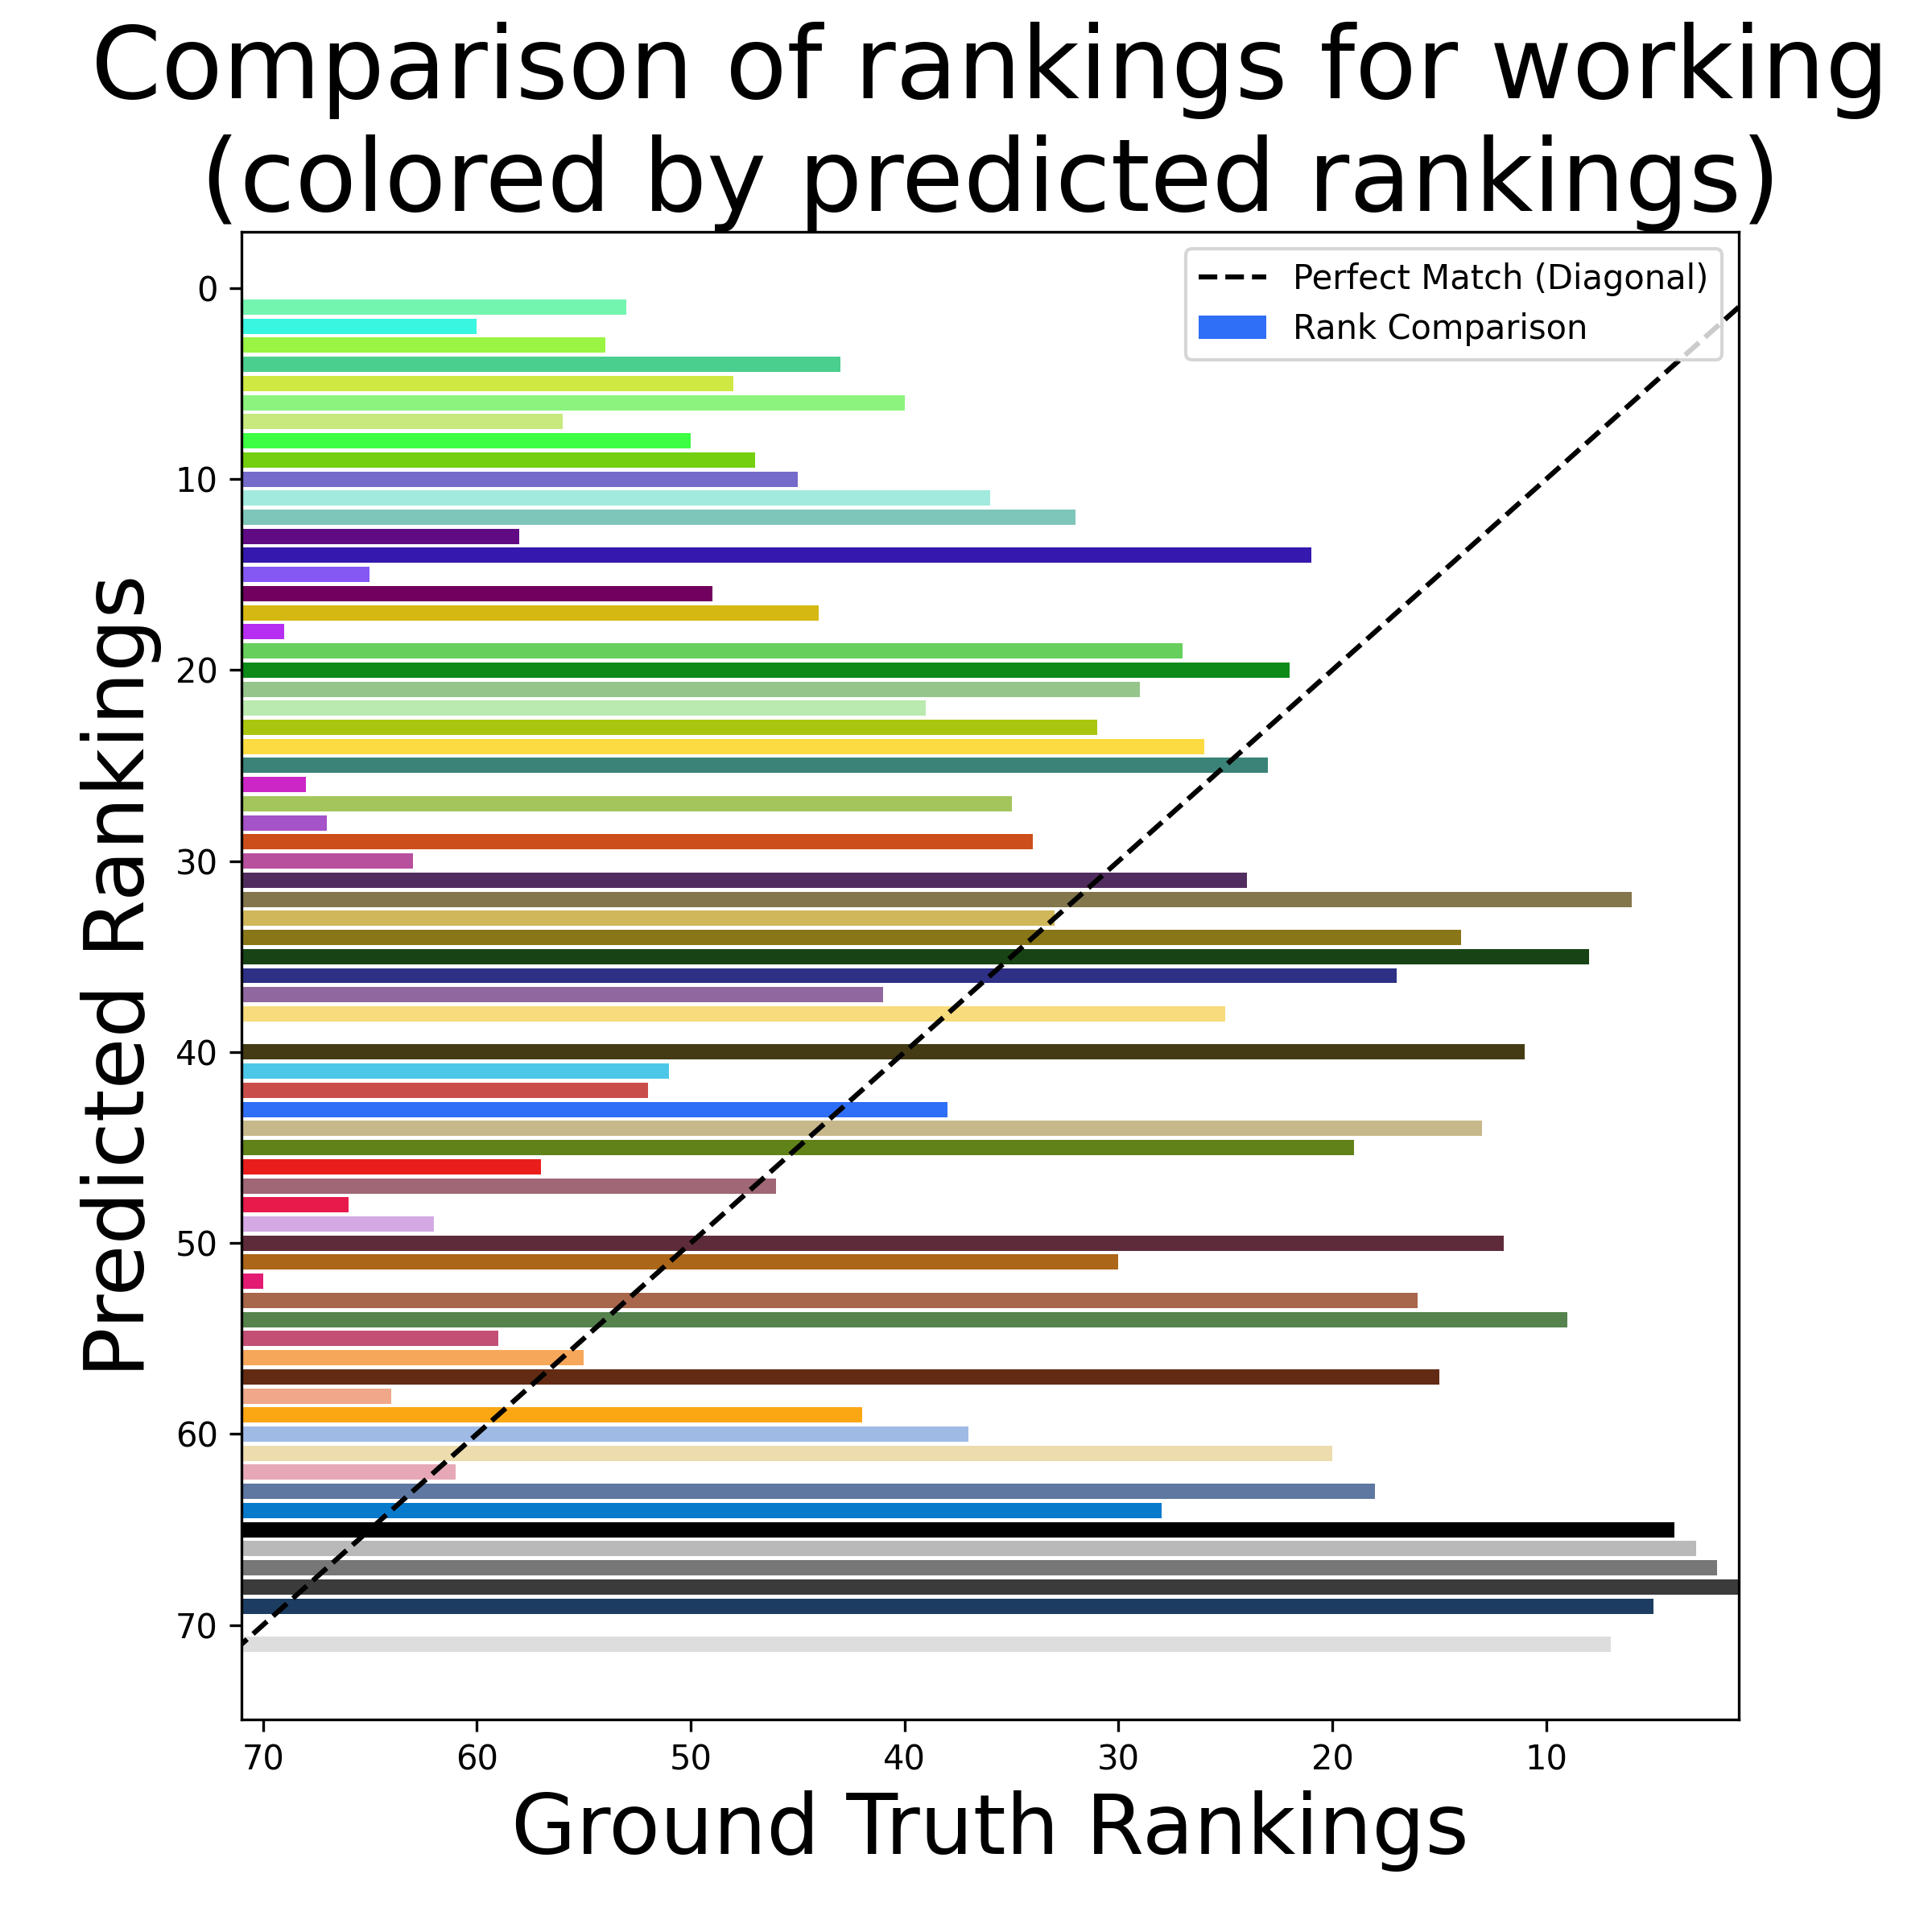 Comparison of rankings for working
(colored by predicted rankings)
Perfect Match (Diagonal)
Rank Comparison
Predicted Rankings
0
10
20
30
40
50
60
70
70
60
50
40
30
20
10
Ground Truth Rankings